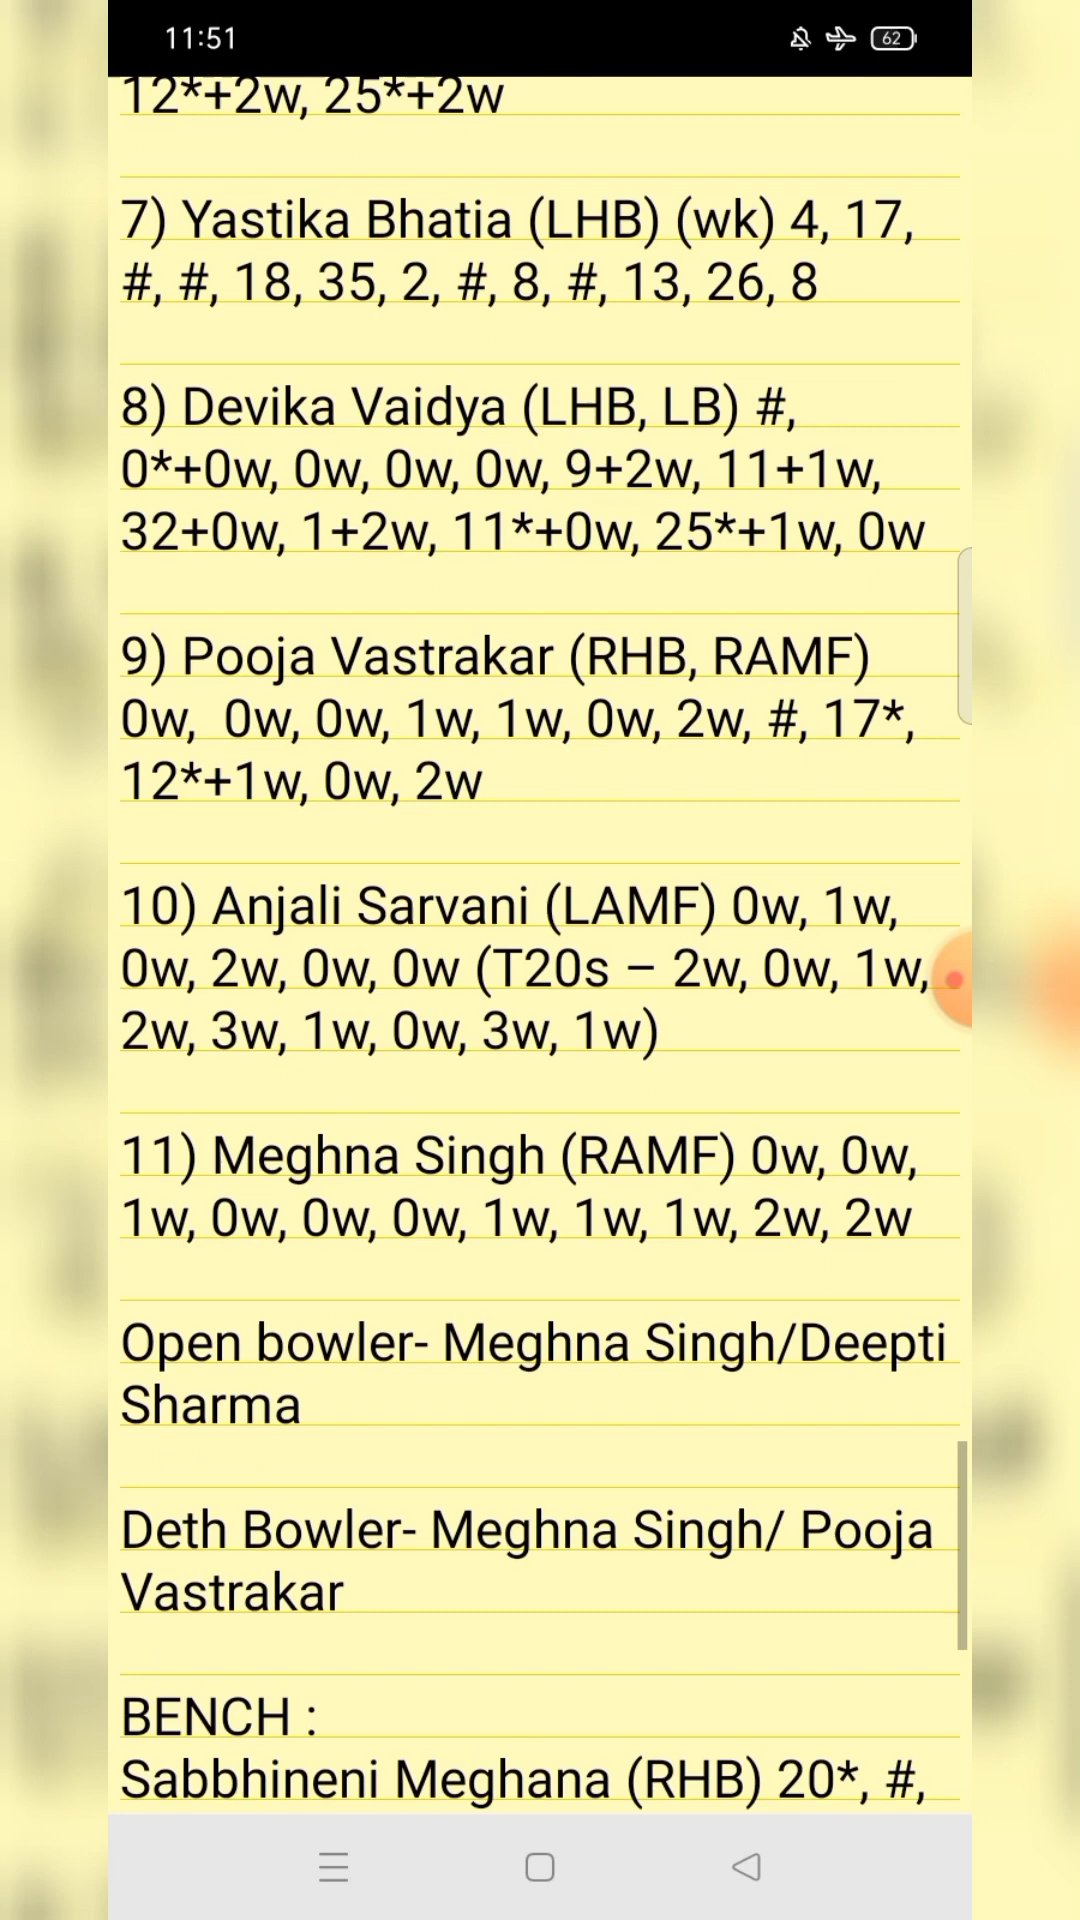 11:51
62
12*+2w, 25*+2w
7) Yastika Bhatia (LHB) (wk) 4, 17,
#, #, 18, 35, 2, #, 8, #, 13, 26, 8
8) Devika Vaidya (LHB, LB) #,
0*+0w, 0w, 0w, 0w, 9+2w, 11+1w,
32+0w, 1+2w, 11*+0w, 25*+1w, 0w
9) Pooja Vastrakar (RHB, RAMF)
0w,  0w, 0w, 1w, 1w, 0w, 2w, #, 17*,
12*+1w, 0w, 2w
10) Anjali Sarvani (LAMF) 0w, 1w,
0w, 2w, 0w, 0w (T20s – 2w, 0w, 1w,
2w, 3w, 1w, 0w, 3w, 1w)
11) Meghna Singh (RAMF) 0w, 0w,
1w, 0w, 0w, 0w, 1w, 1w, 1w, 2w, 2w
Open bowler- Meghna Singh/Deepti
Sharma
Deth Bowler- Meghna Singh/ Pooja
Vastrakar
BENCH :
Sabbhineni Meghana (RHB) 20*, #,